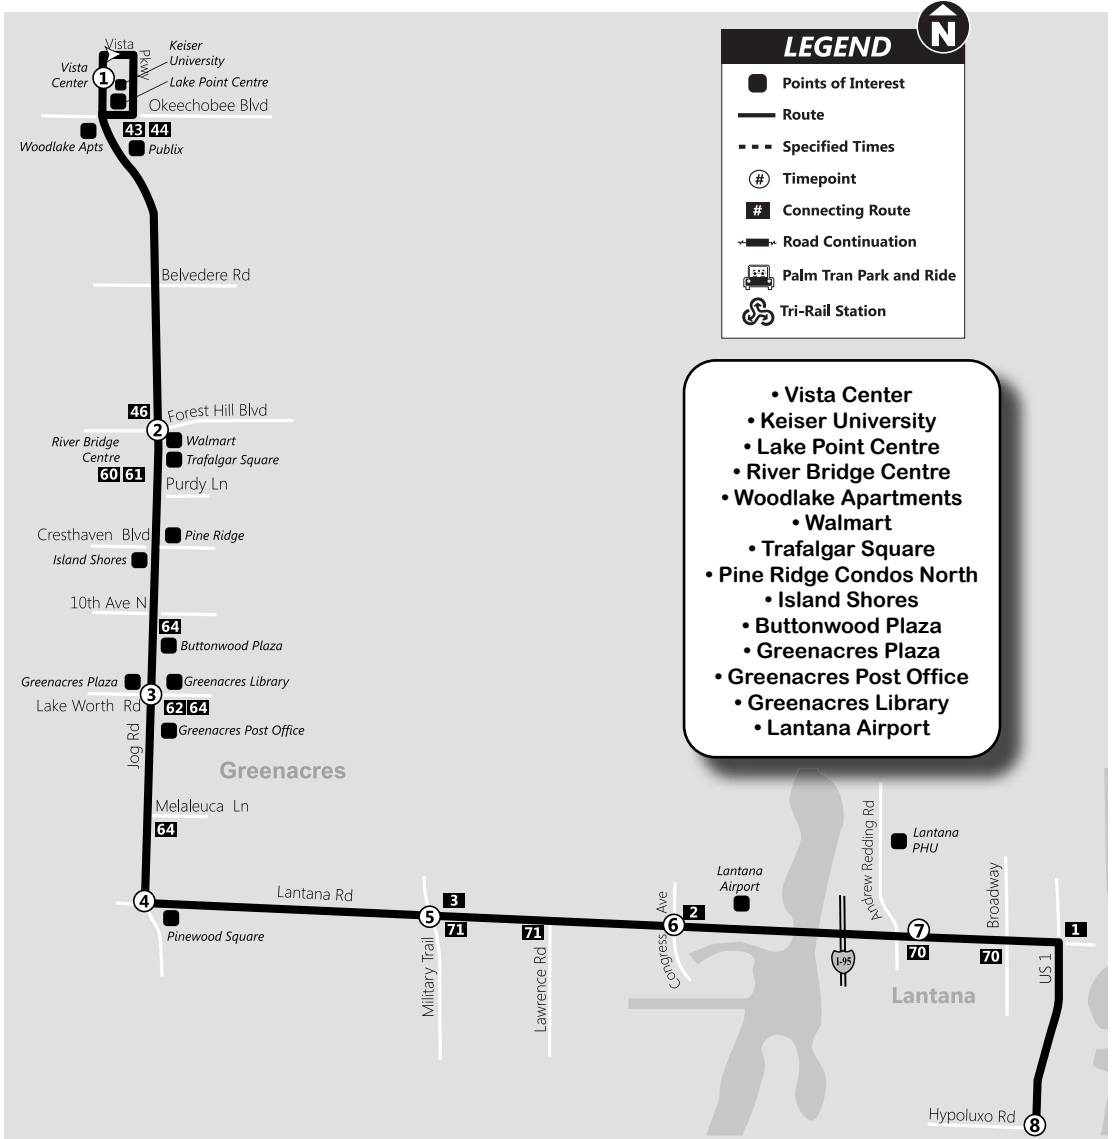 N
LEGEND
Points of Interest
Route
Specified Times
# Timepoint
# Connecting Route
Road Continuation
Palm Tran Park and Ride
Tri-Rail Station
• Vista Center
• Keiser University
• Lake Point Centre
• River Bridge Centre
• Woodlake Apartments
• Walmart
• Trafalgar Square
• Pine Ridge Condos North
• Island Shores
• Buttonwood Plaza
• Greenacres Plaza
• Greenacres Post Office
• Greenacres Library
• Lantana Airport
Vista
Pkwy
Keiser
University
Vista
Center
1
Lake Point Centre
Okeechobee Blvd
43 44
Woodlake Apts
Publix
Belvedere Rd
46
Forest Hill Blvd
2
River Bridge
Centre
Walmart
60 61
Trafalgar Square
Purdy Ln
Cresthaven Blvd
Pine Ridge
Island Shores
10th Ave N
64
Buttonwood Plaza
Greenacres Plaza
Greenacres Library
3
Lake Worth Rd
62 64
Jog Rd
Greenacres Post Office
Greenacres
Melaleuca Ln
64
4
Lantana Rd
Pinewood Square
3
5
71
Military Trail
71
Lawrence Rd
Congress Ave
2
6
Lantana
Airport
I-95
Andrew Redding Rd
Lantana
PHU
7
70
Broadway
70
1
US 1
Lantana
Hypoluxo Rd
8